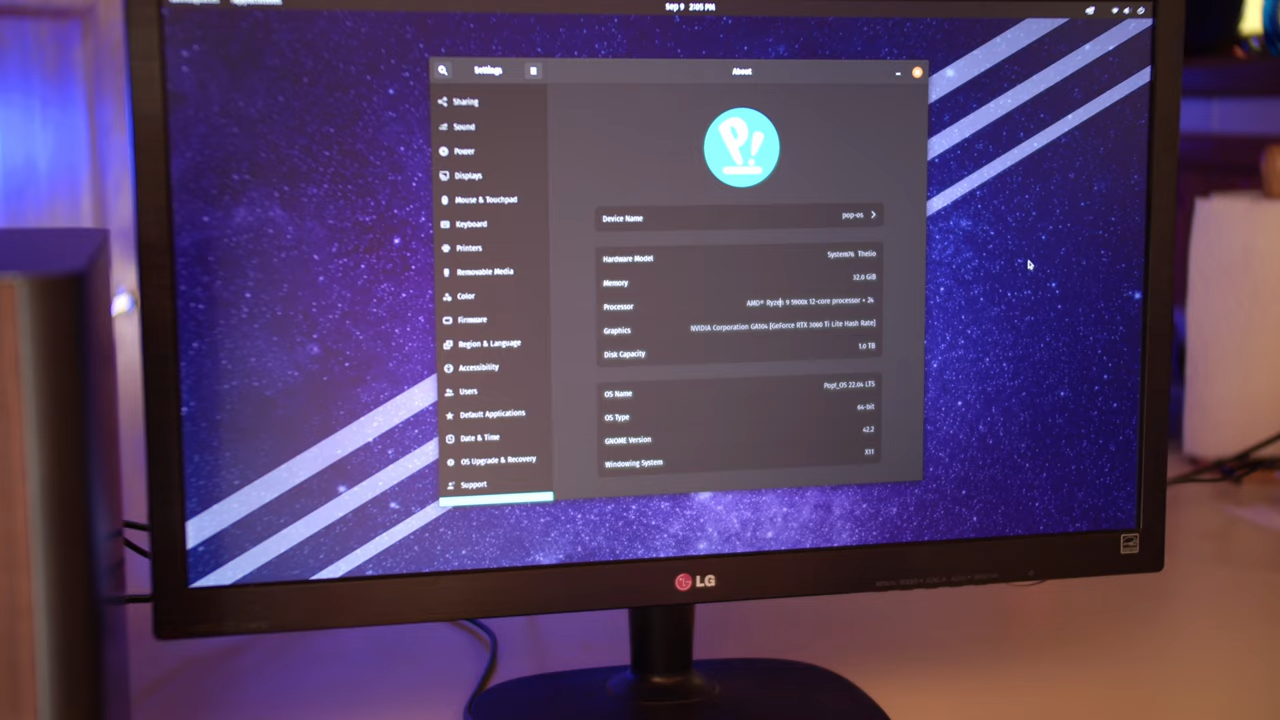 Sep 9 2:05 PM
Settings
About
Sharing
Sound
Power
Displays
Mouse & Touchpad
Keyboard
Printers
Removable Media
Color
Firmware
Region & Language
Accessibility
Users
Default Applications
Date & Time
OS Upgrade & Recovery
Support
P!
Device Name pop-os
Hardware Model System76 Thelio
Memory 32.0 GiB
Processor AMD® Ryzen 9 5900x 12-core processor × 24
Graphics NVIDIA Corporation GA104 [GeForce RTX 3060 Ti Lite Hash Rate]
Disk Capacity 1.0 TB
OS Name Pop!_OS 22.04 LTS
OS Type 64-bit
GNOME Version 42.2
Windowing System X11
LG